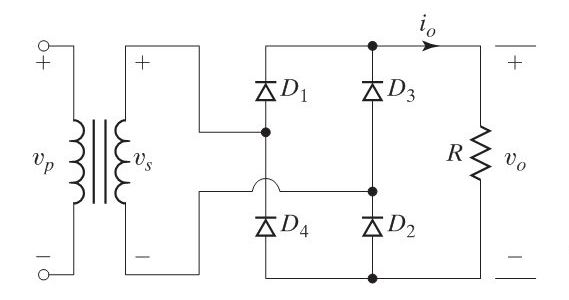 i_o
+ + D_1 D_3 +
v_p v_s R v_o
D_4 D_2
− − −